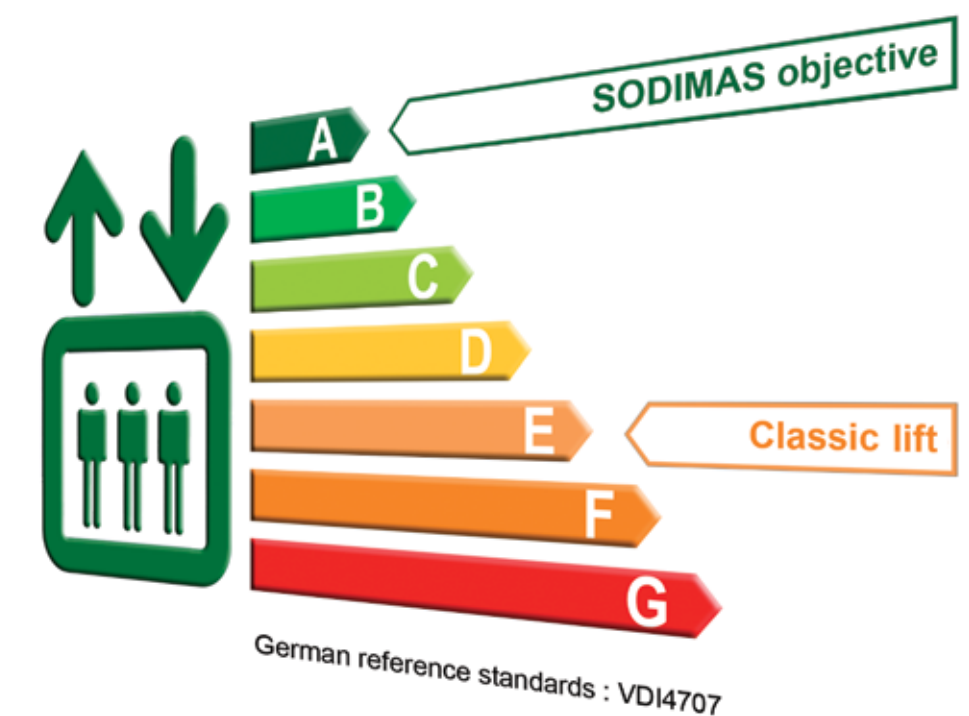 SODIMAS objective
A
B
C
D
E
Classic lift
F
G
German reference standards : VDI4707